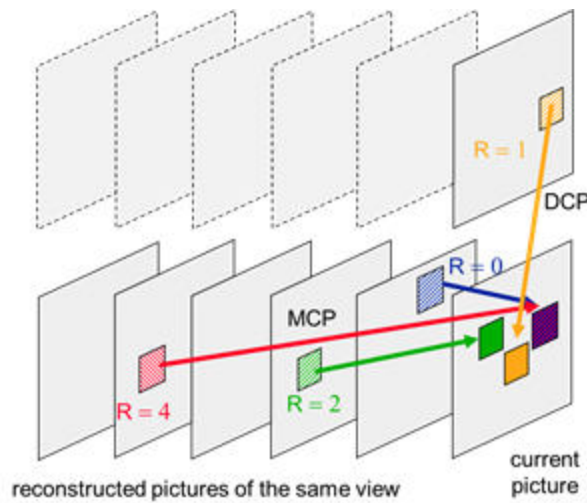 R = 1
DCP
R = 0
MCP
R = 4
R = 2
current
picture
reconstructed pictures of the same view